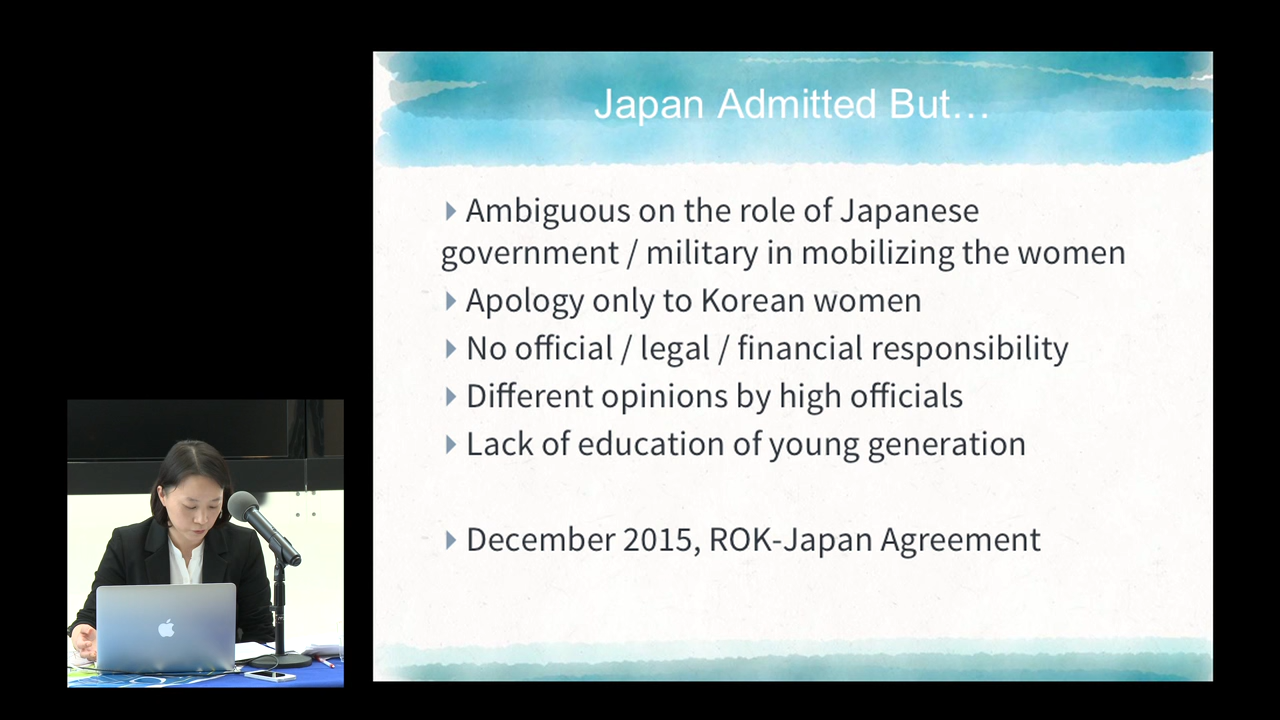 Japan Admitted But…
Ambiguous on the role of Japanese
government / military in mobilizing the women
Apology only to Korean women
No official / legal / financial responsibility
Different opinions by high officials
Lack of education of young generation
December 2015, ROK-Japan Agreement